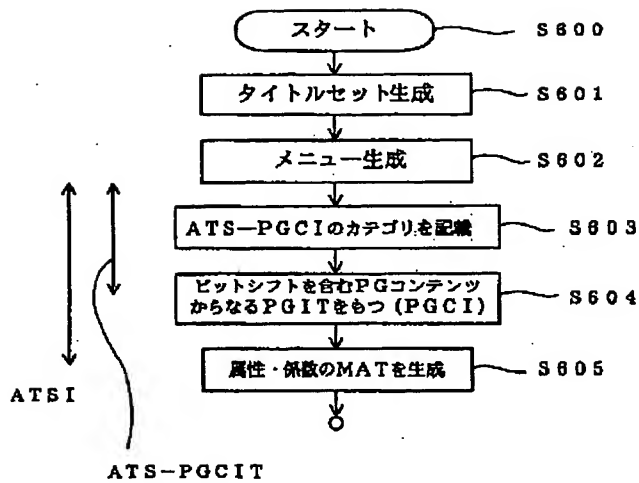 スタート
S600
タイトルセット生成
S601
メニュー生成
S602
ATS-PGCIのカテゴリを記載
S603
ビットシフトを含むPGコンテンツ
からなるPGITをもつ(PGCI)
S604
属性・係数のMATを生成
S605
ATSI
ATS-PGCIT